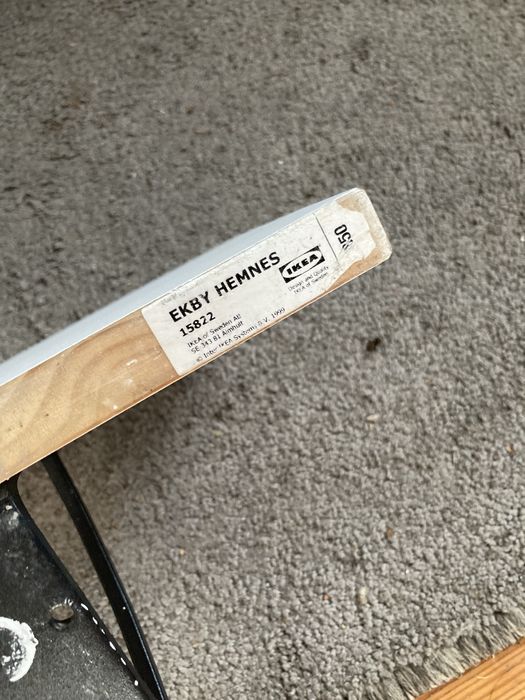 EKBY HEMNES
15822
IKEA of Sweden AB
SE 343 81 Älmhult
© Inter IKEA Systems B.V. 1999
IKEA
Design and Quality
IKEA of Sweden